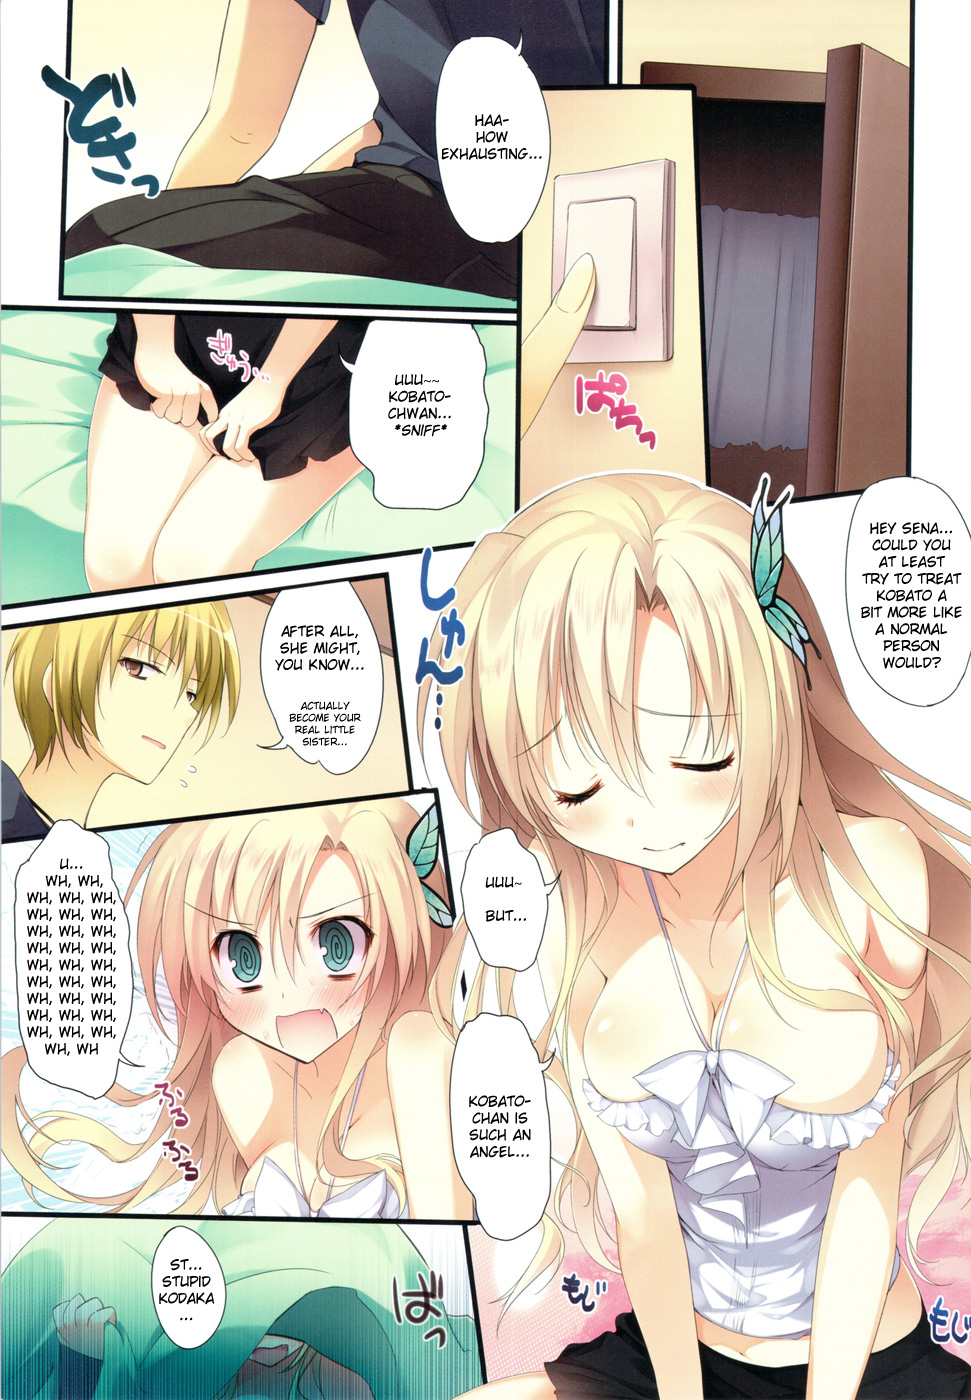 ぱちっ
HAA-
HOW
EXHAUSTING...
どさっ
UUU~~
KOBATO-
CHWAN...
*SNIFF*
ぎゅう…
HEY SENA...
COULD YOU
AT LEAST
TRY TO TREAT
KOBATO A
BIT MORE LIKE
A NORMAL
PERSON
WOULD?
しゅん…
UUU~
BUT...
KOBATO-
CHAN IS
SUCH AN
ANGEL...
もじ
もじ
AFTER ALL,
SHE MIGHT,
YOU KNOW...
ACTUALLY
BECOME YOUR
REAL LITTLE
SISTER...
U...
WH, WH,
WH, WH, WH,
WH, WH, WH,
WH, WH, WH,
WH, WH, WH,
WH, WH, WH,
WH, WH, WH,
WH, WH, WH,
WH, WH, WH,
WH, WH, WH,
WH, WH
ふる
ふる
ST...
STUPID
KODAKA
...
ばっ